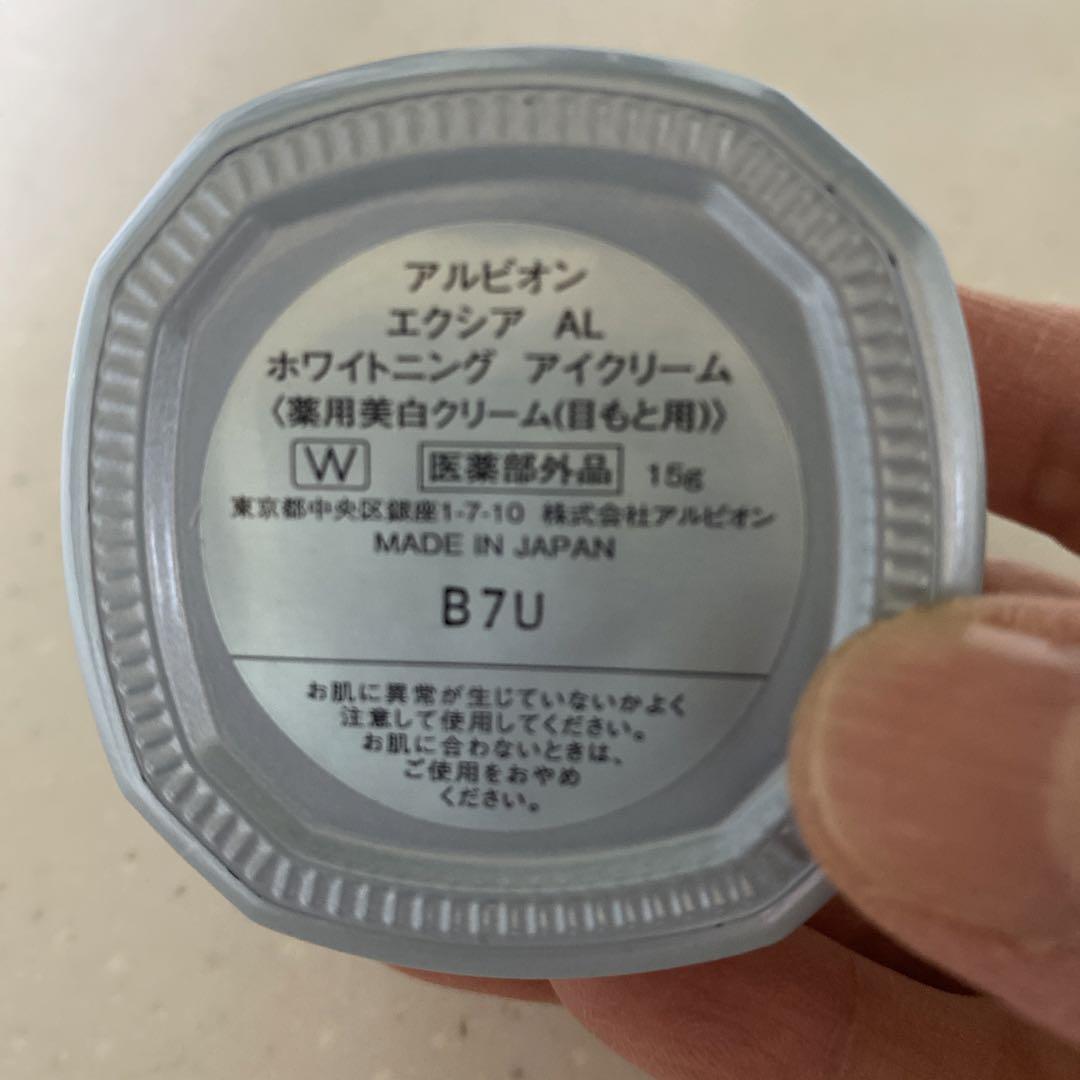 アルビオン
エクシア AL
ホワイトニング アイクリーム
〈薬用美白クリーム(目もと用)〉
W 医薬部外品 15g
東京都中央区銀座1-7-10 株式会社アルビオン
MADE IN JAPAN
B7U
お肌に異常が生じていないかよく
注意して使用してください。
お肌に合わないときは、
ご使用をおやめ
ください。